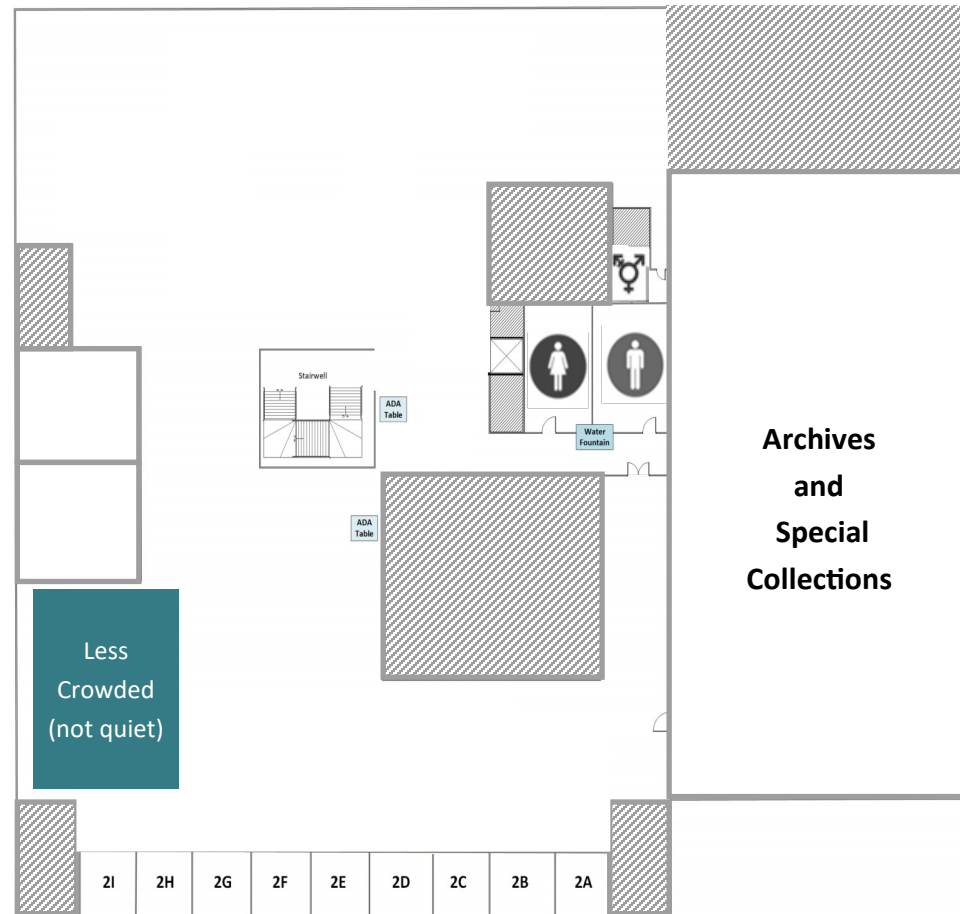 Stairwell
ADA
Table
Water
Fountain
Archives
and
Special
Collections
ADA
Table
Less
Crowded
(not quiet)
2I
2H
2G
2F
2E
2D
2C
2B
2A